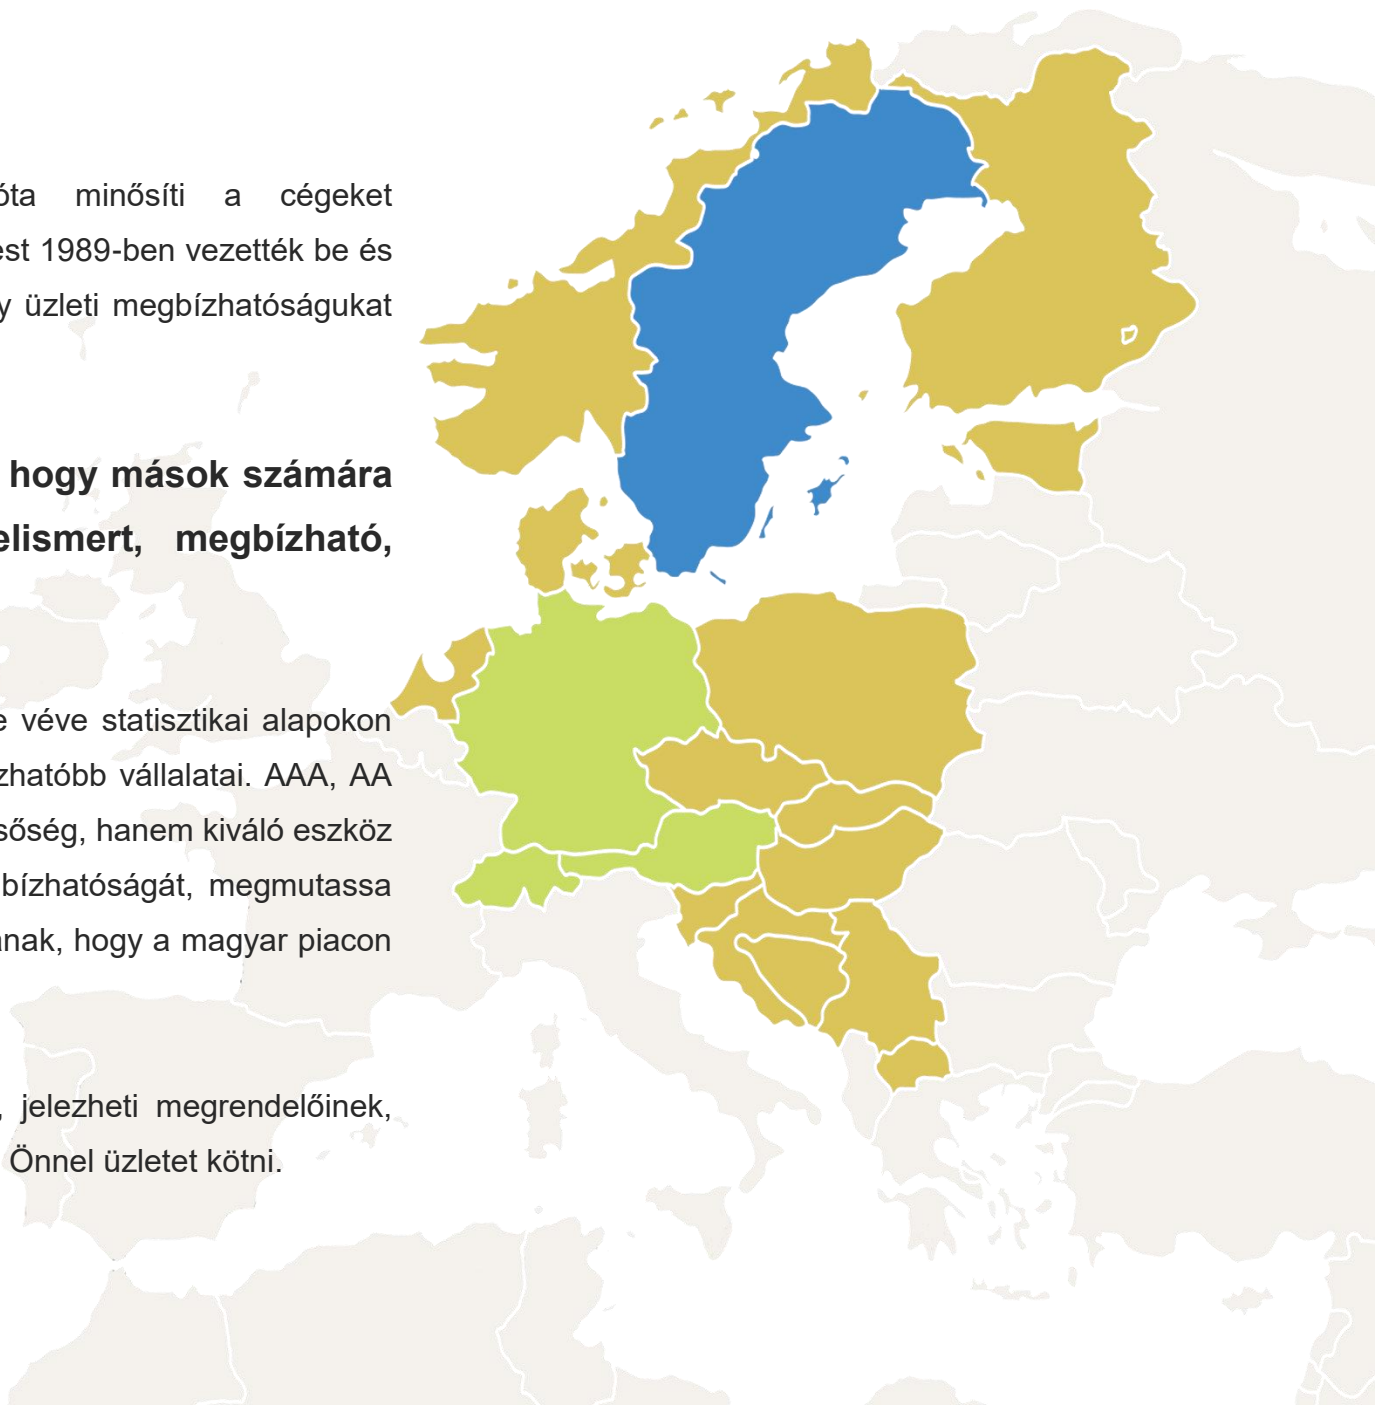 óta minősíti a cégeket
est 1989-ben vezették be és
y üzleti megbízhatóságukat
hogy mások számára
elismert, megbízható,
e véve statisztikai alapokon
zhatóbb vállalatai. AAA, AA
sőség, hanem kiváló eszköz
bízhatóságát, megmutassa
ának, hogy a magyar piacon
, jelezheti megrendelőinek,
Önnel üzletet kötni.